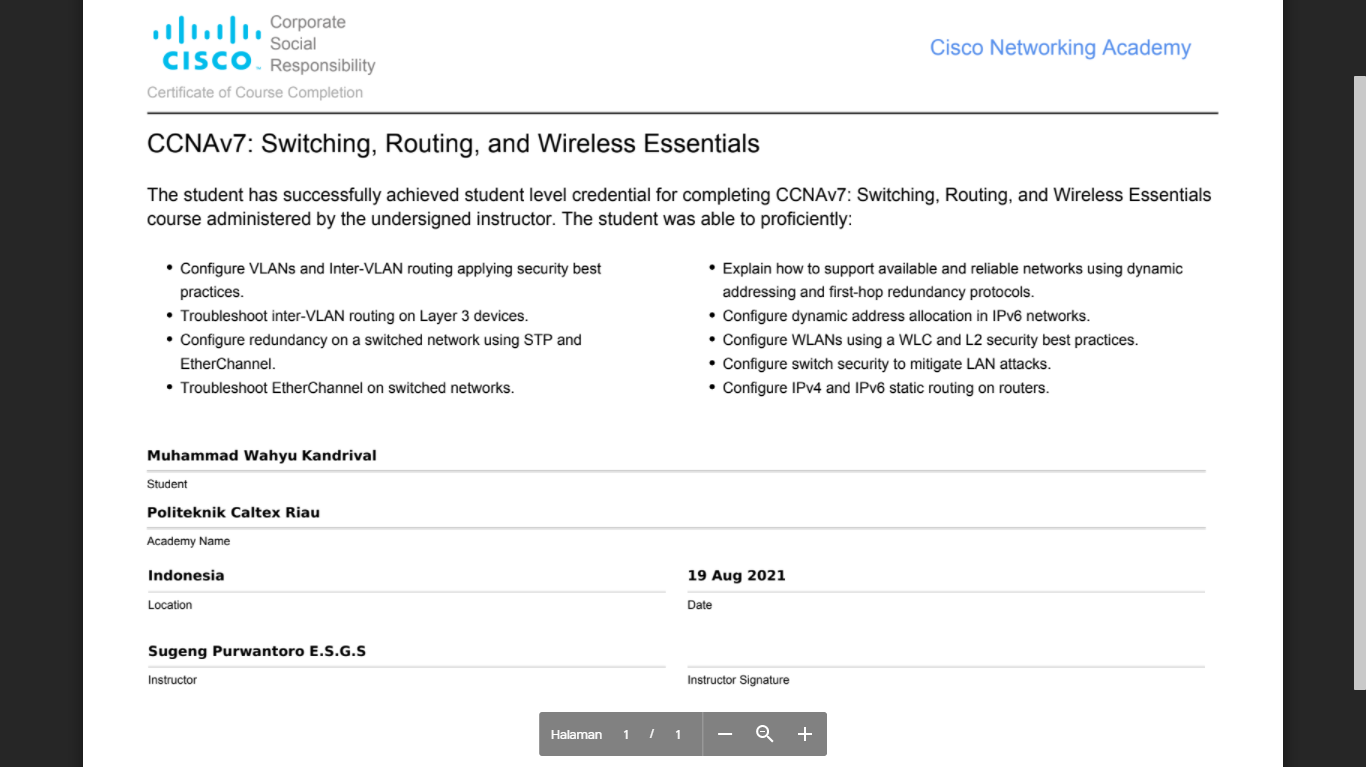 CISCO
Corporate
Social
Responsibility
Cisco Networking Academy
Certificate of Course Completion
CCNAv7: Switching, Routing, and Wireless Essentials
The student has successfully achieved student level credential for completing CCNAv7: Switching, Routing, and Wireless Essentials
course administered by the undersigned instructor. The student was able to proficiently:
• Configure VLANs and Inter-VLAN routing applying security best
practices.
• Troubleshoot inter-VLAN routing on Layer 3 devices.
• Configure redundancy on a switched network using STP and
EtherChannel.
• Troubleshoot EtherChannel on switched networks.
• Explain how to support available and reliable networks using dynamic
addressing and first-hop redundancy protocols.
• Configure dynamic address allocation in IPv6 networks.
• Configure WLANs using a WLC and L2 security best practices.
• Configure switch security to mitigate LAN attacks.
• Configure IPv4 and IPv6 static routing on routers.
Muhammad Wahyu Kandrival
Student
Politeknik Caltex Riau
Academy Name
Indonesia
Location
19 Aug 2021
Date
Sugeng Purwantoro E.S.G.S
Instructor
Instructor Signature
Halaman 1 / 1